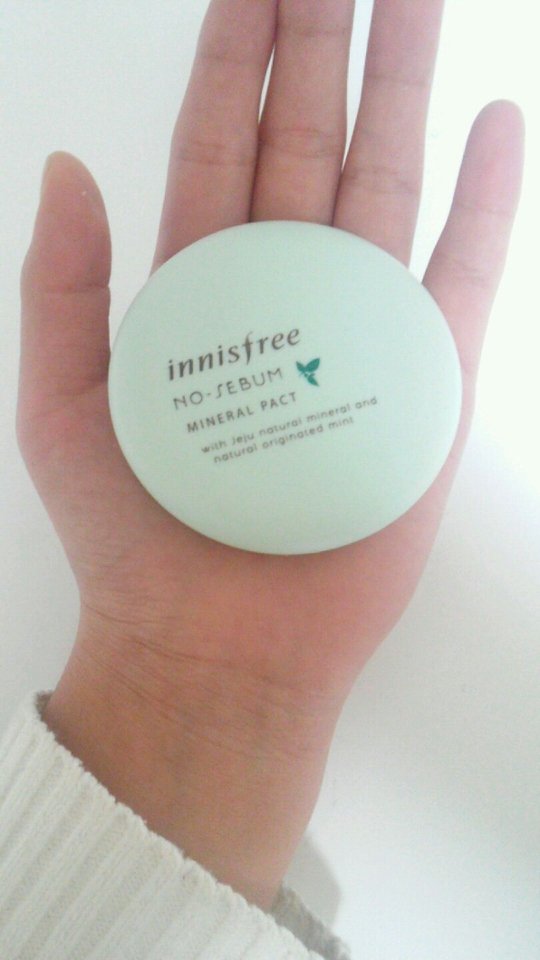 innisfree
NO-SEBUM
MINERAL PACT
with Jeju natural mineral and
natural originated mint